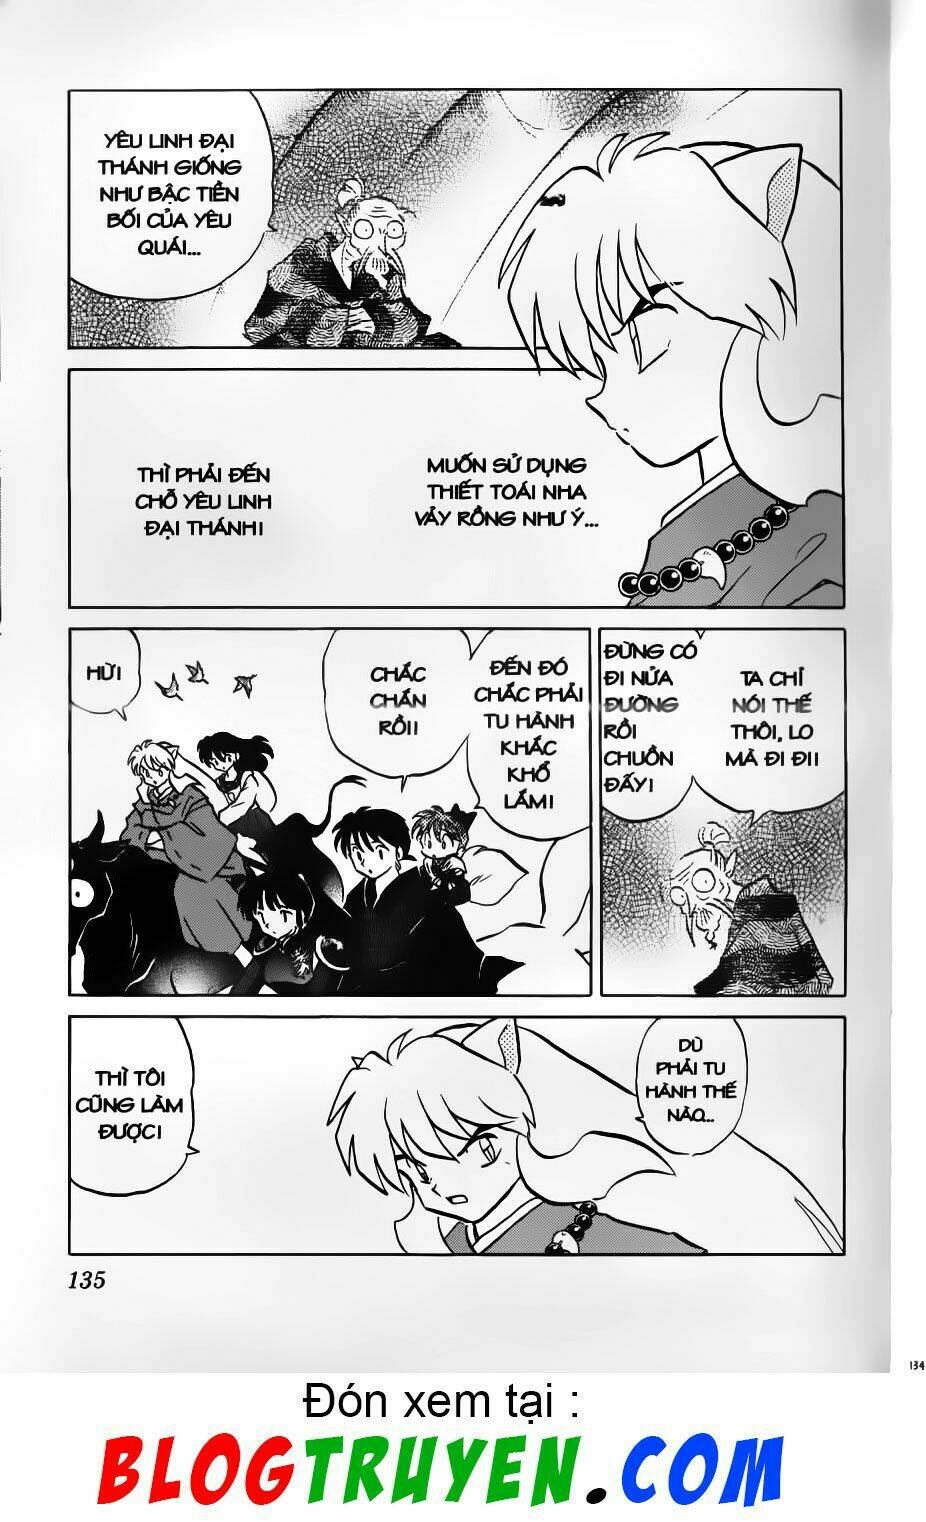 YÊU LINH ĐẠI
THÁNH GIỐNG
NHƯ BẬC TIỀN
BỐI CỦA YÊU
QUÁI...
MUỐN SỬ DỤNG
THIẾT TOÁI NHA
VẢY RỒNG NHƯ Ý...
THÌ PHẢI ĐẾN
CHỖ YÊU LINH
ĐẠI THÁNH!
TA CHỈ
NÓI THẾ
THÔI, LO
MÀ ĐI ĐI!
ĐỪNG CÓ
ĐI NỬA
ĐƯỜNG
RỒI
CHUỒN
ĐẤY!
ĐẾN ĐÓ
CHẮC PHẢI
TU HÀNH
KHẮC
KHỔ
LẮM!
CHẮC
CHẮN
RỒI!
HỪ!
DÙ
PHẢI TU
HÀNH THẾ
NÀO...
THÌ TÔI
CŨNG LÀM
ĐƯỢC!
135
134
Đón xem tại :
BLOGTRUYEN.COM